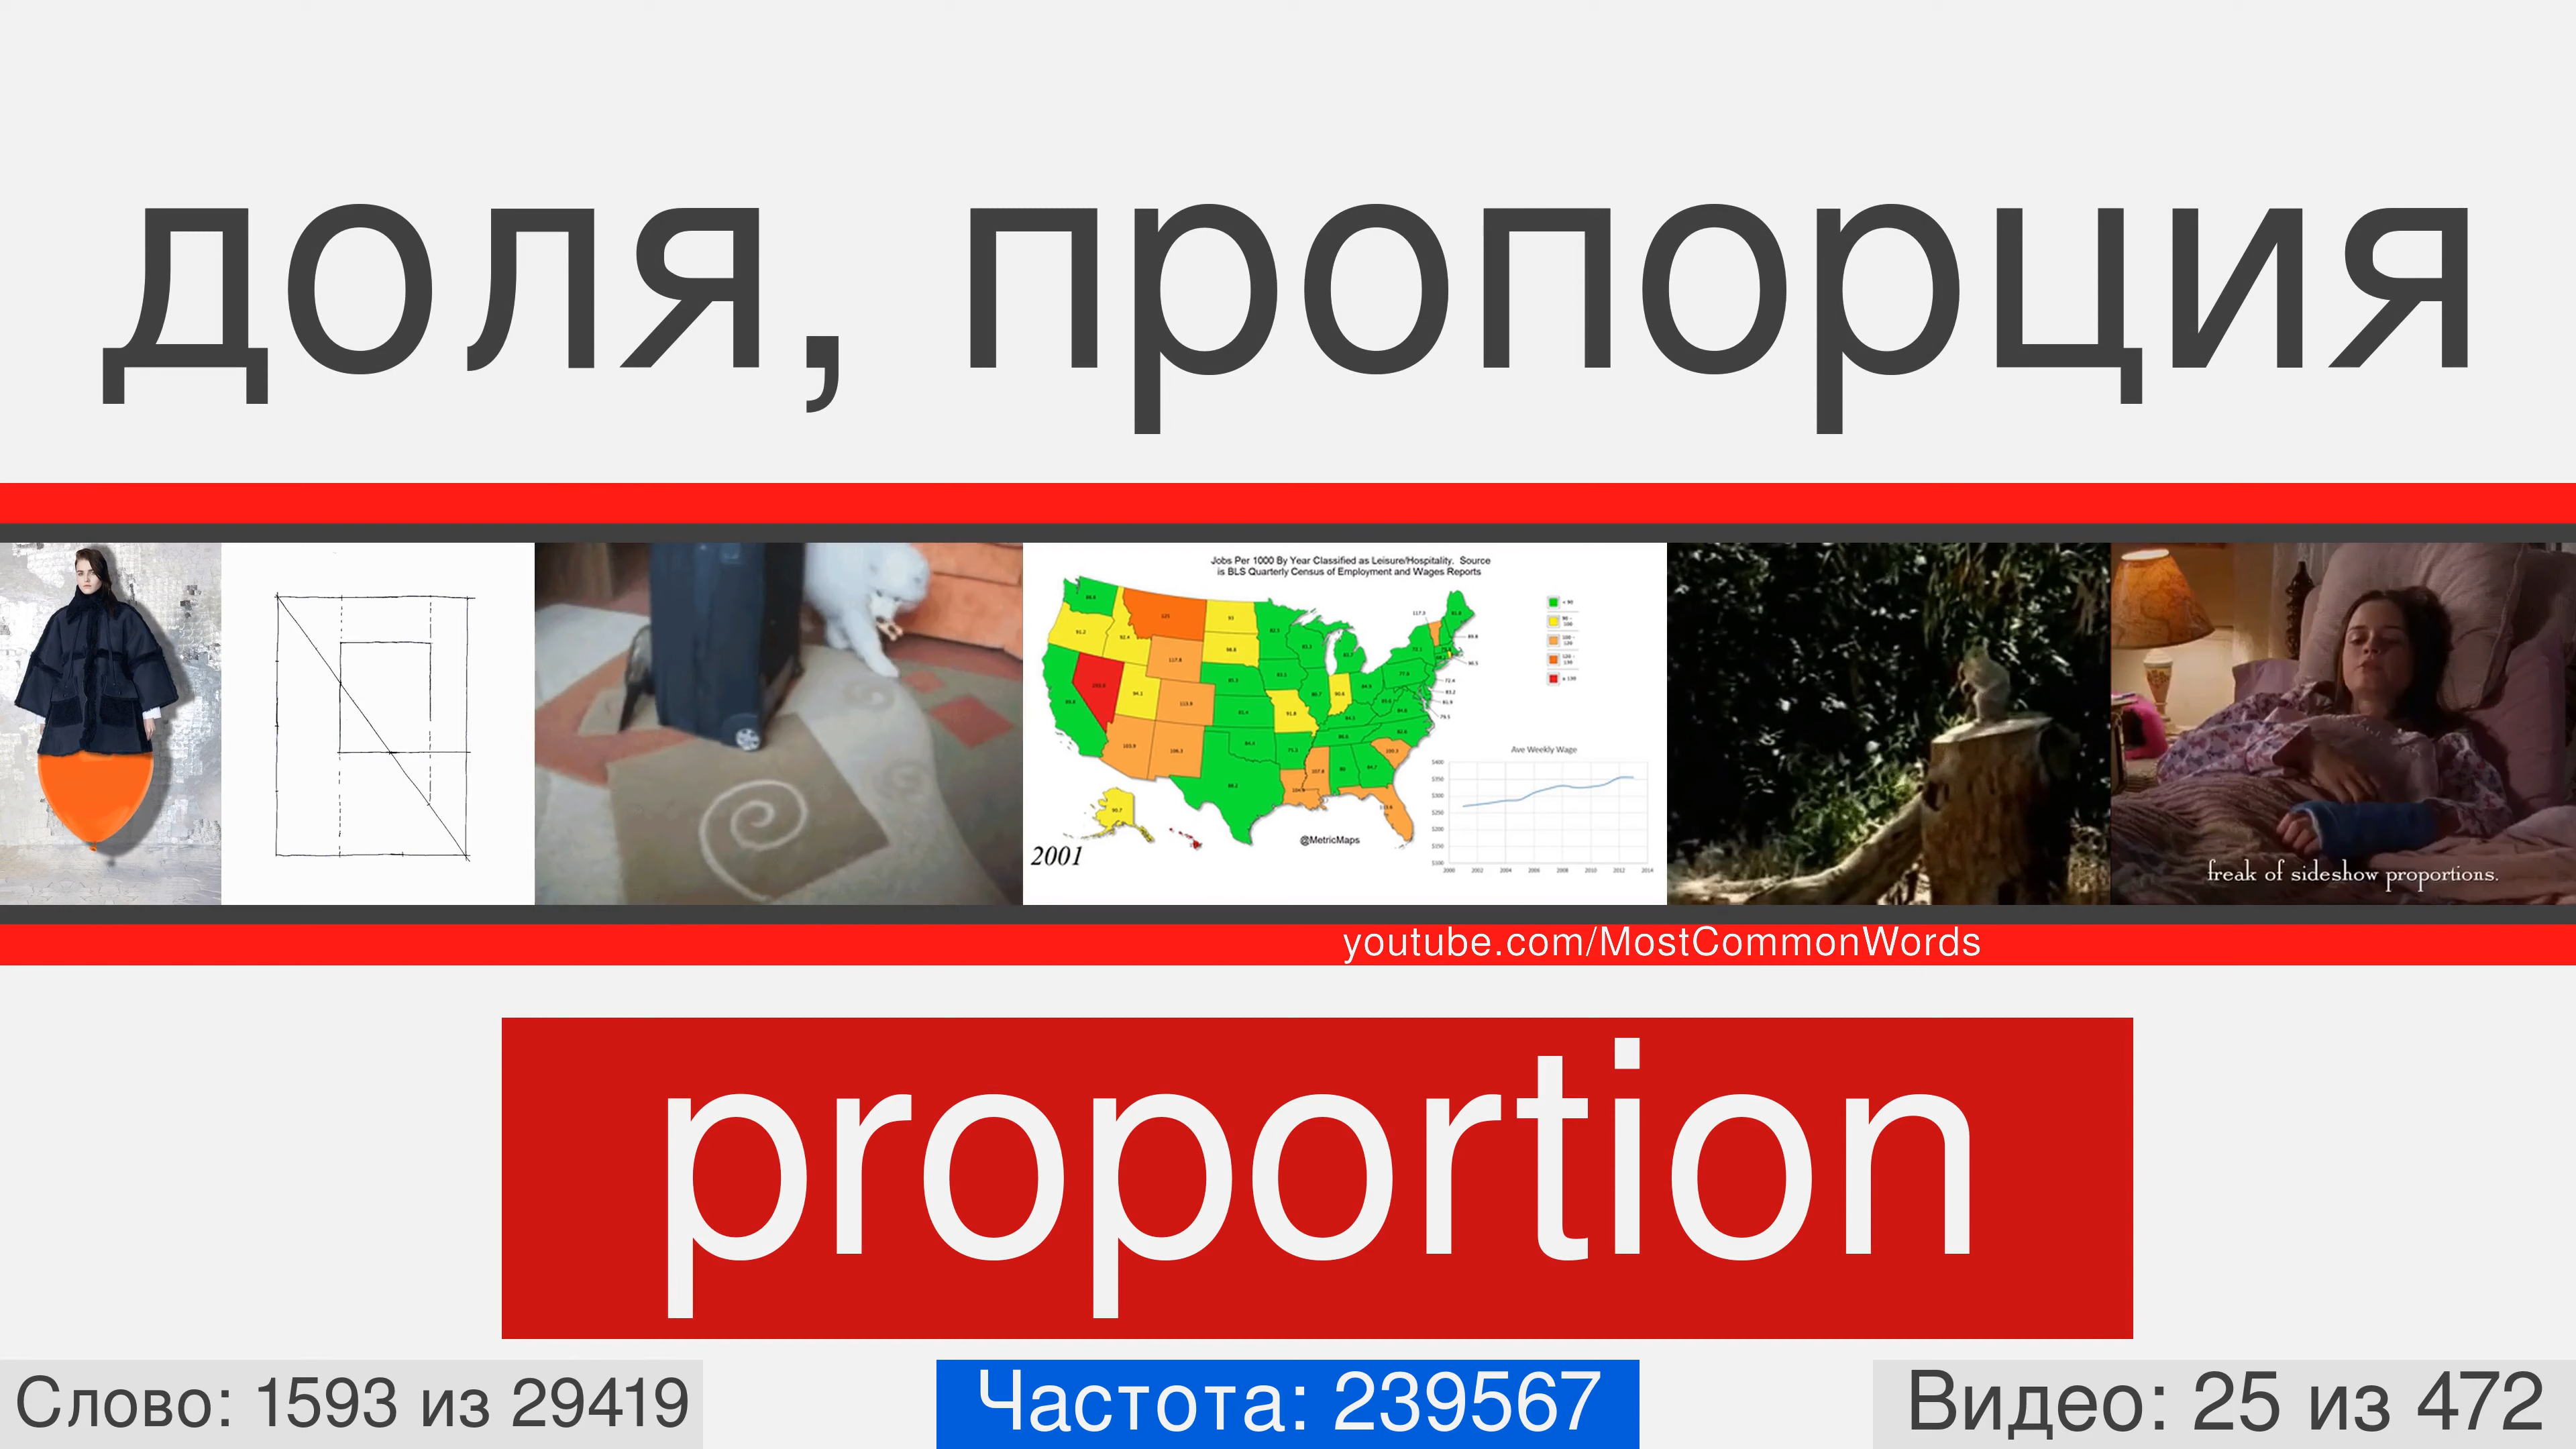 доля, пропорция
Jobs Per 1000 By Year Classified as Leisure/Hospitality. Source
is BLS Quarterly Census of Employment and Wages Reports
Ave Weekly Wage
@MetricMaps
2001
freak of sideshow proportions.
youtube.com/MostCommonWords
proportion
Слово: 1593 из 29419
Частота: 239567
Видео: 25 из 472